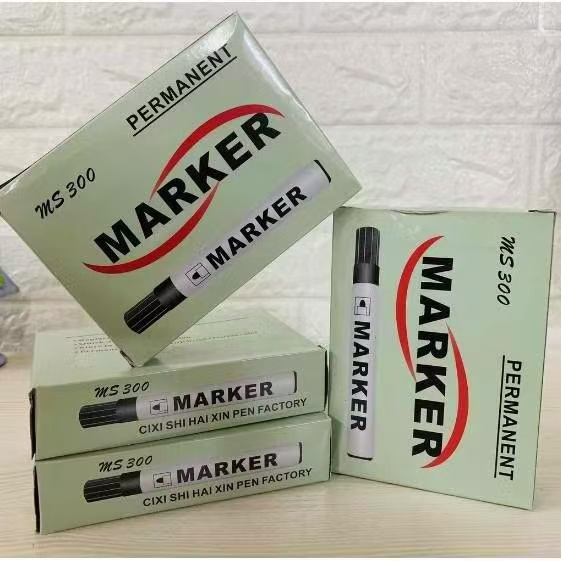 PERMANENT
MS 300
MARKER
MARKER
MS 300
MARKER
CIXI SHI HAI XIN PEN FACTORY
MS 300
MARKER
CIXI SHI HAI XIN PEN FACTORY
MS 300
MARKER
PERMANENT
MARKER